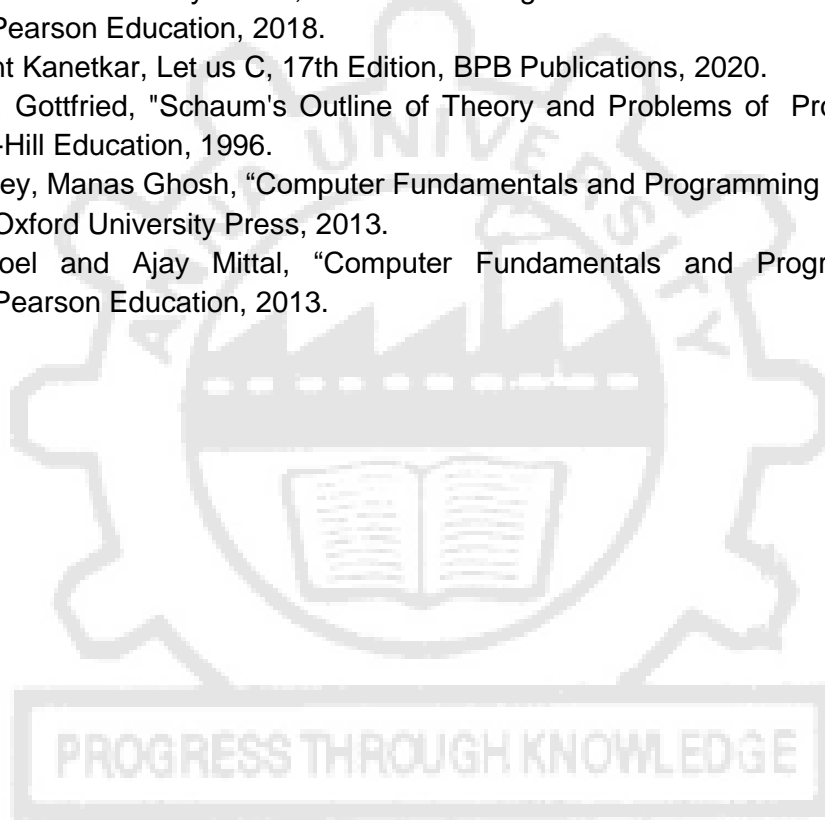 Pearson Education, 2018.
nt Kanetkar, Let us C, 17th Edition, BPB Publications, 2020.
Gottfried, "Schaum's Outline of Theory and Problems of Pro
-Hill Education, 1996.
ey, Manas Ghosh, “Computer Fundamentals and Programming
Oxford University Press, 2013.
oel and Ajay Mittal, “Computer Fundamentals and Progr
Pearson Education, 2013.
ANNA UNIVERSITY
PROGRESS THROUGH KNOWLEDGE